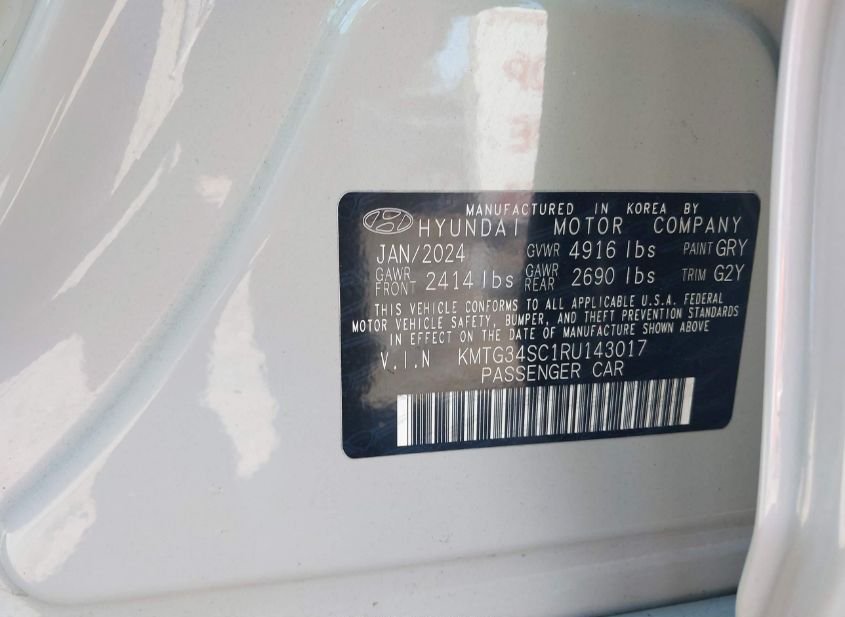 MANUFACTURED IN KOREA BY
HYUNDAI MOTOR COMPANY
JAN/2024 GVWR 4916 lbs PAINT GRY
GAWR FRONT 2414 lbs GAWR REAR 2690 lbs TRIM G2Y
THIS VEHICLE CONFORMS TO ALL APPLICABLE U.S.A. FEDERAL
MOTOR VEHICLE SAFETY, BUMPER, AND THEFT PREVENTION STANDARDS
IN EFFECT ON THE DATE OF MANUFACTURE SHOWN ABOVE
V.I.N KMTG34SC1RU143017
PASSENGER CAR